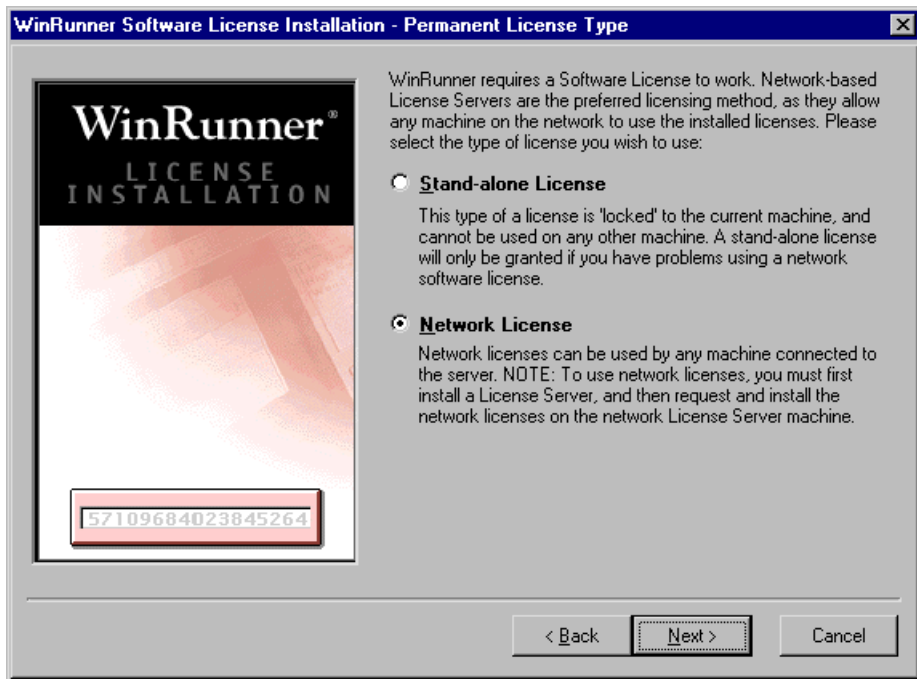 WinRunner Software License Installation - Permanent License Type
WinRunner®
LICENSE
INSTALLATION
57109684023845264
WinRunner requires a Software License to work. Network-based
License Servers are the preferred licensing method, as they allow
any machine on the network to use the installed licenses. Please
select the type of license you wish to use:
Stand-alone License
This type of a license is 'locked' to the current machine, and
cannot be used on any other machine. A stand-alone license
will only be granted if you have problems using a network
software license.
Network License
Network licenses can be used by any machine connected to
the server. NOTE: To use network licenses, you must first
install a License Server, and then request and install the
network licenses on the network License Server machine.
< Back
Next >
Cancel